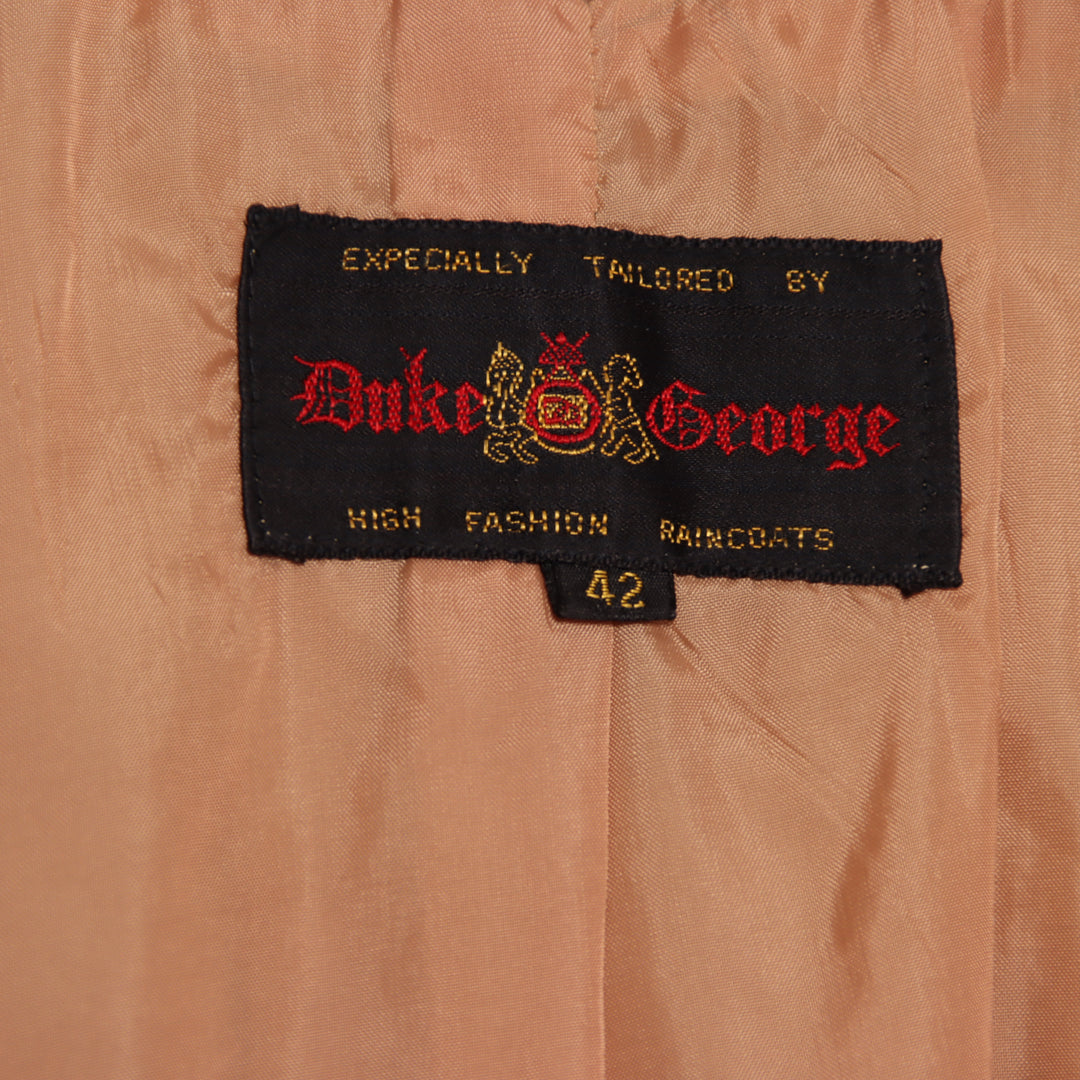 EXPECIALLY TAILORED BY
Duke George
HIGH FASHION RAINCOATS
42